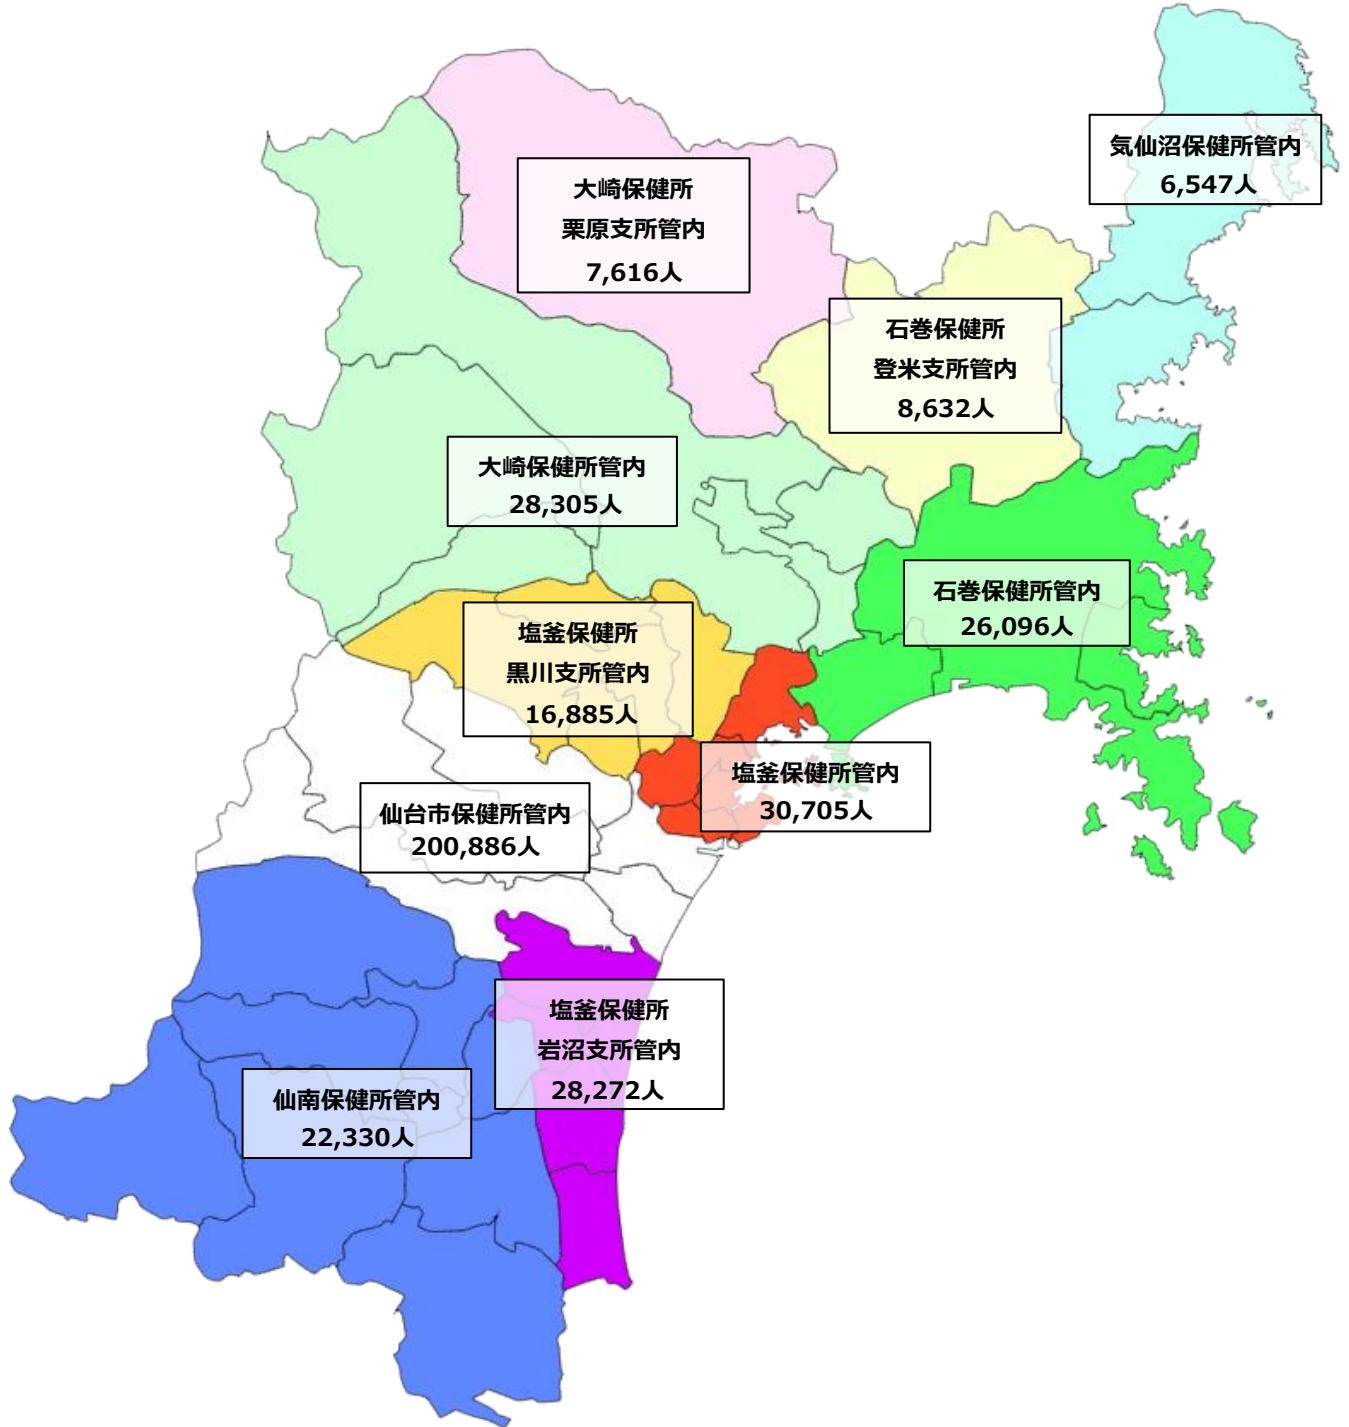 気仙沼保健所管内
6,547人
大崎保健所
栗原支所管内
7,616人
石巻保健所
登米支所管内
8,632人
大崎保健所管内
28,305人
石巻保健所管内
26,096人
塩釜保健所
黒川支所管内
16,885人
塩釜保健所管内
30,705人
仙台市保健所管内
200,886人
塩釜保健所
岩沼支所管内
28,272人
仙南保健所管内
22,330人